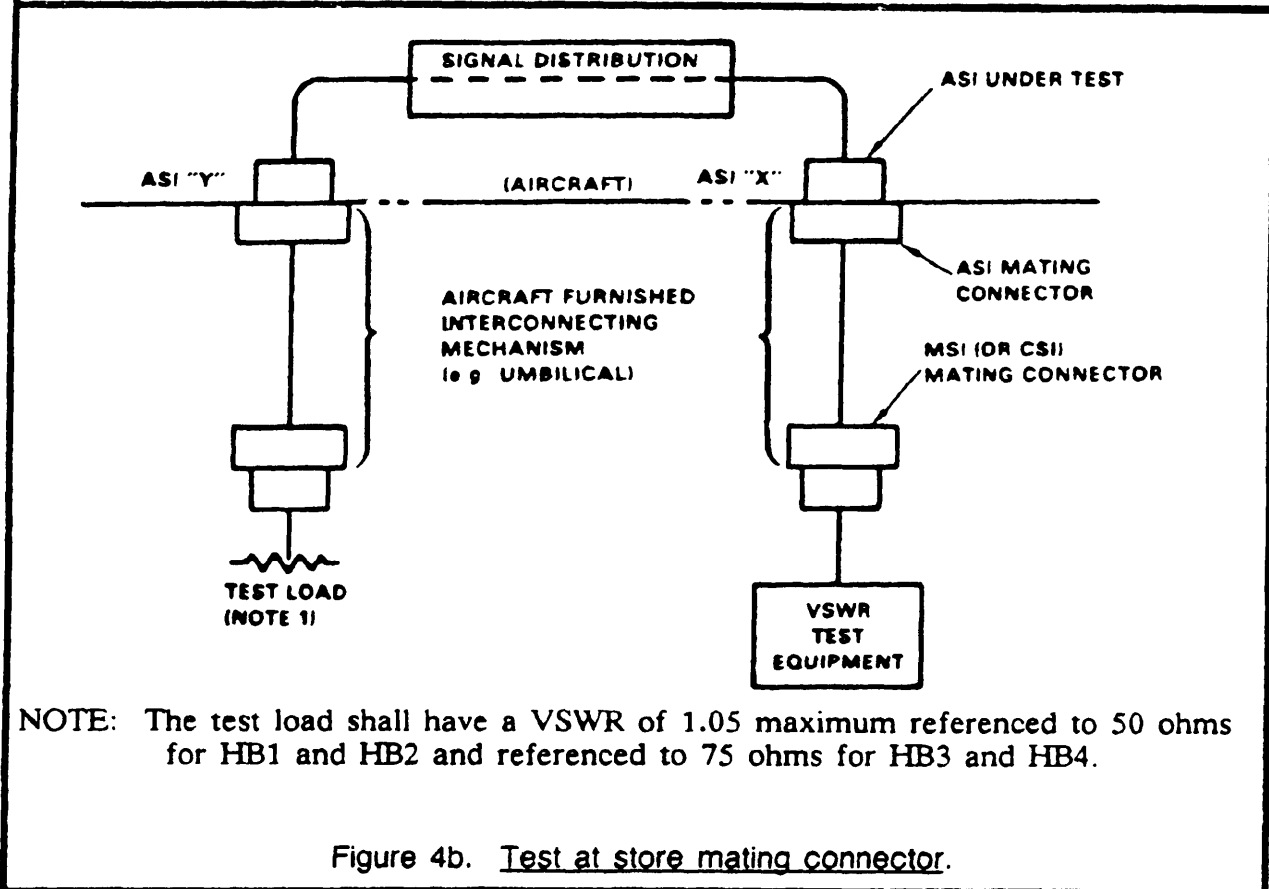 SIGNAL DISTRIBUTION
ASI UNDER TEST
ASI "Y"
(AIRCRAFT)
ASI "X"
ASI MATING
CONNECTOR
AIRCRAFT FURNISHED
INTERCONNECTING
MECHANISM
(e g UMBILICAL)
MSI (OR CSI)
MATING CONNECTOR
TEST LOAD
(NOTE 1)
VSWR
TEST
EQUIPMENT
NOTE: The test load shall have a VSWR of 1.05 maximum referenced to 50 ohms
for HB1 and HB2 and referenced to 75 ohms for HB3 and HB4.
Figure 4b. Test at store mating connector.